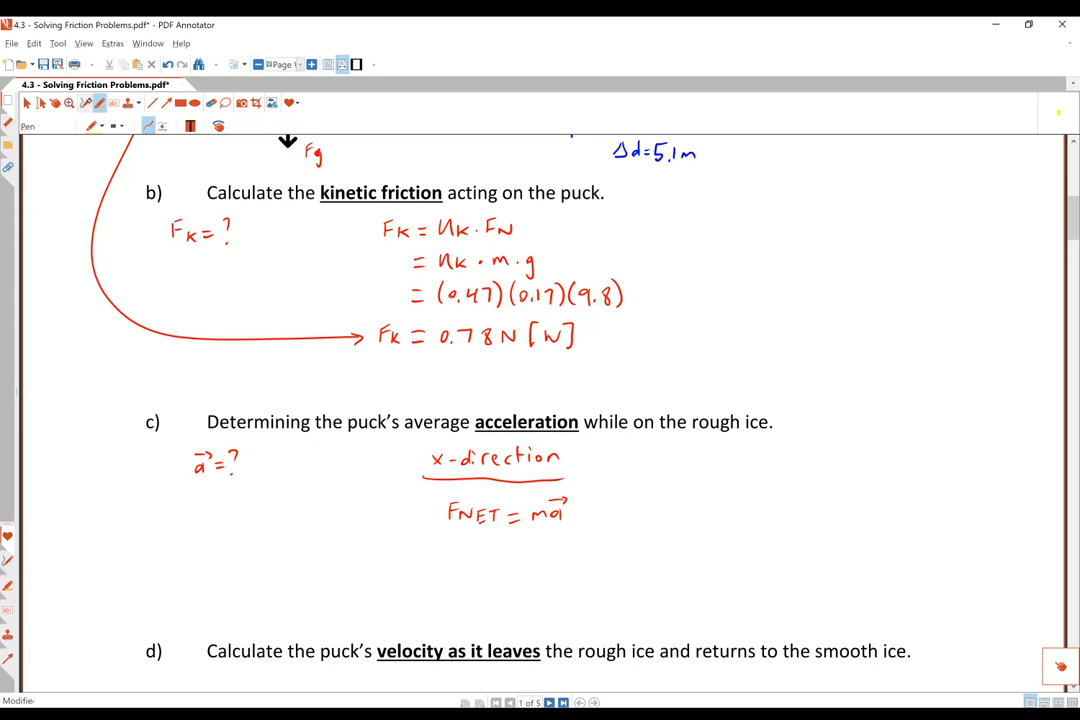 4.3 - Solving Friction Problems.pdf* - PDF Annotator
File Edit Tool View Extras Window Help
Page
4.3 - Solving Friction Problems.pdf*
Pen
Fg
Δd=5.1m
b) Calculate the kinetic friction acting on the puck.
FK = ?
FK = μK · FN
= μK · m · g
= (0.47)(0.17)(9.8)
FK = 0.78 N [W]
c) Determining the puck's average acceleration while on the rough ice.
a⃗ = ?
x-direction
FNET = ma⃗
d) Calculate the puck's velocity as it leaves the rough ice and returns to the smooth ice.
Modified
1 of 5